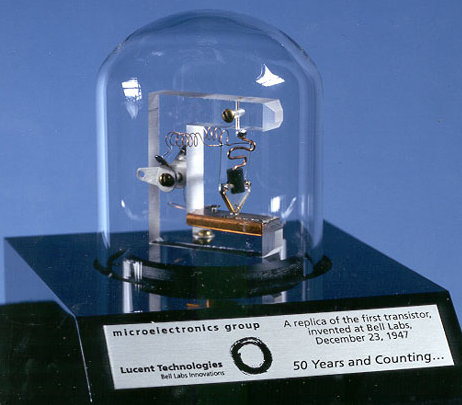 microelectronics group
Lucent Technologies
Bell Labs Innovations
A replica of the first transistor,
invented at Bell Labs,
December 23, 1947
50 Years and Counting...